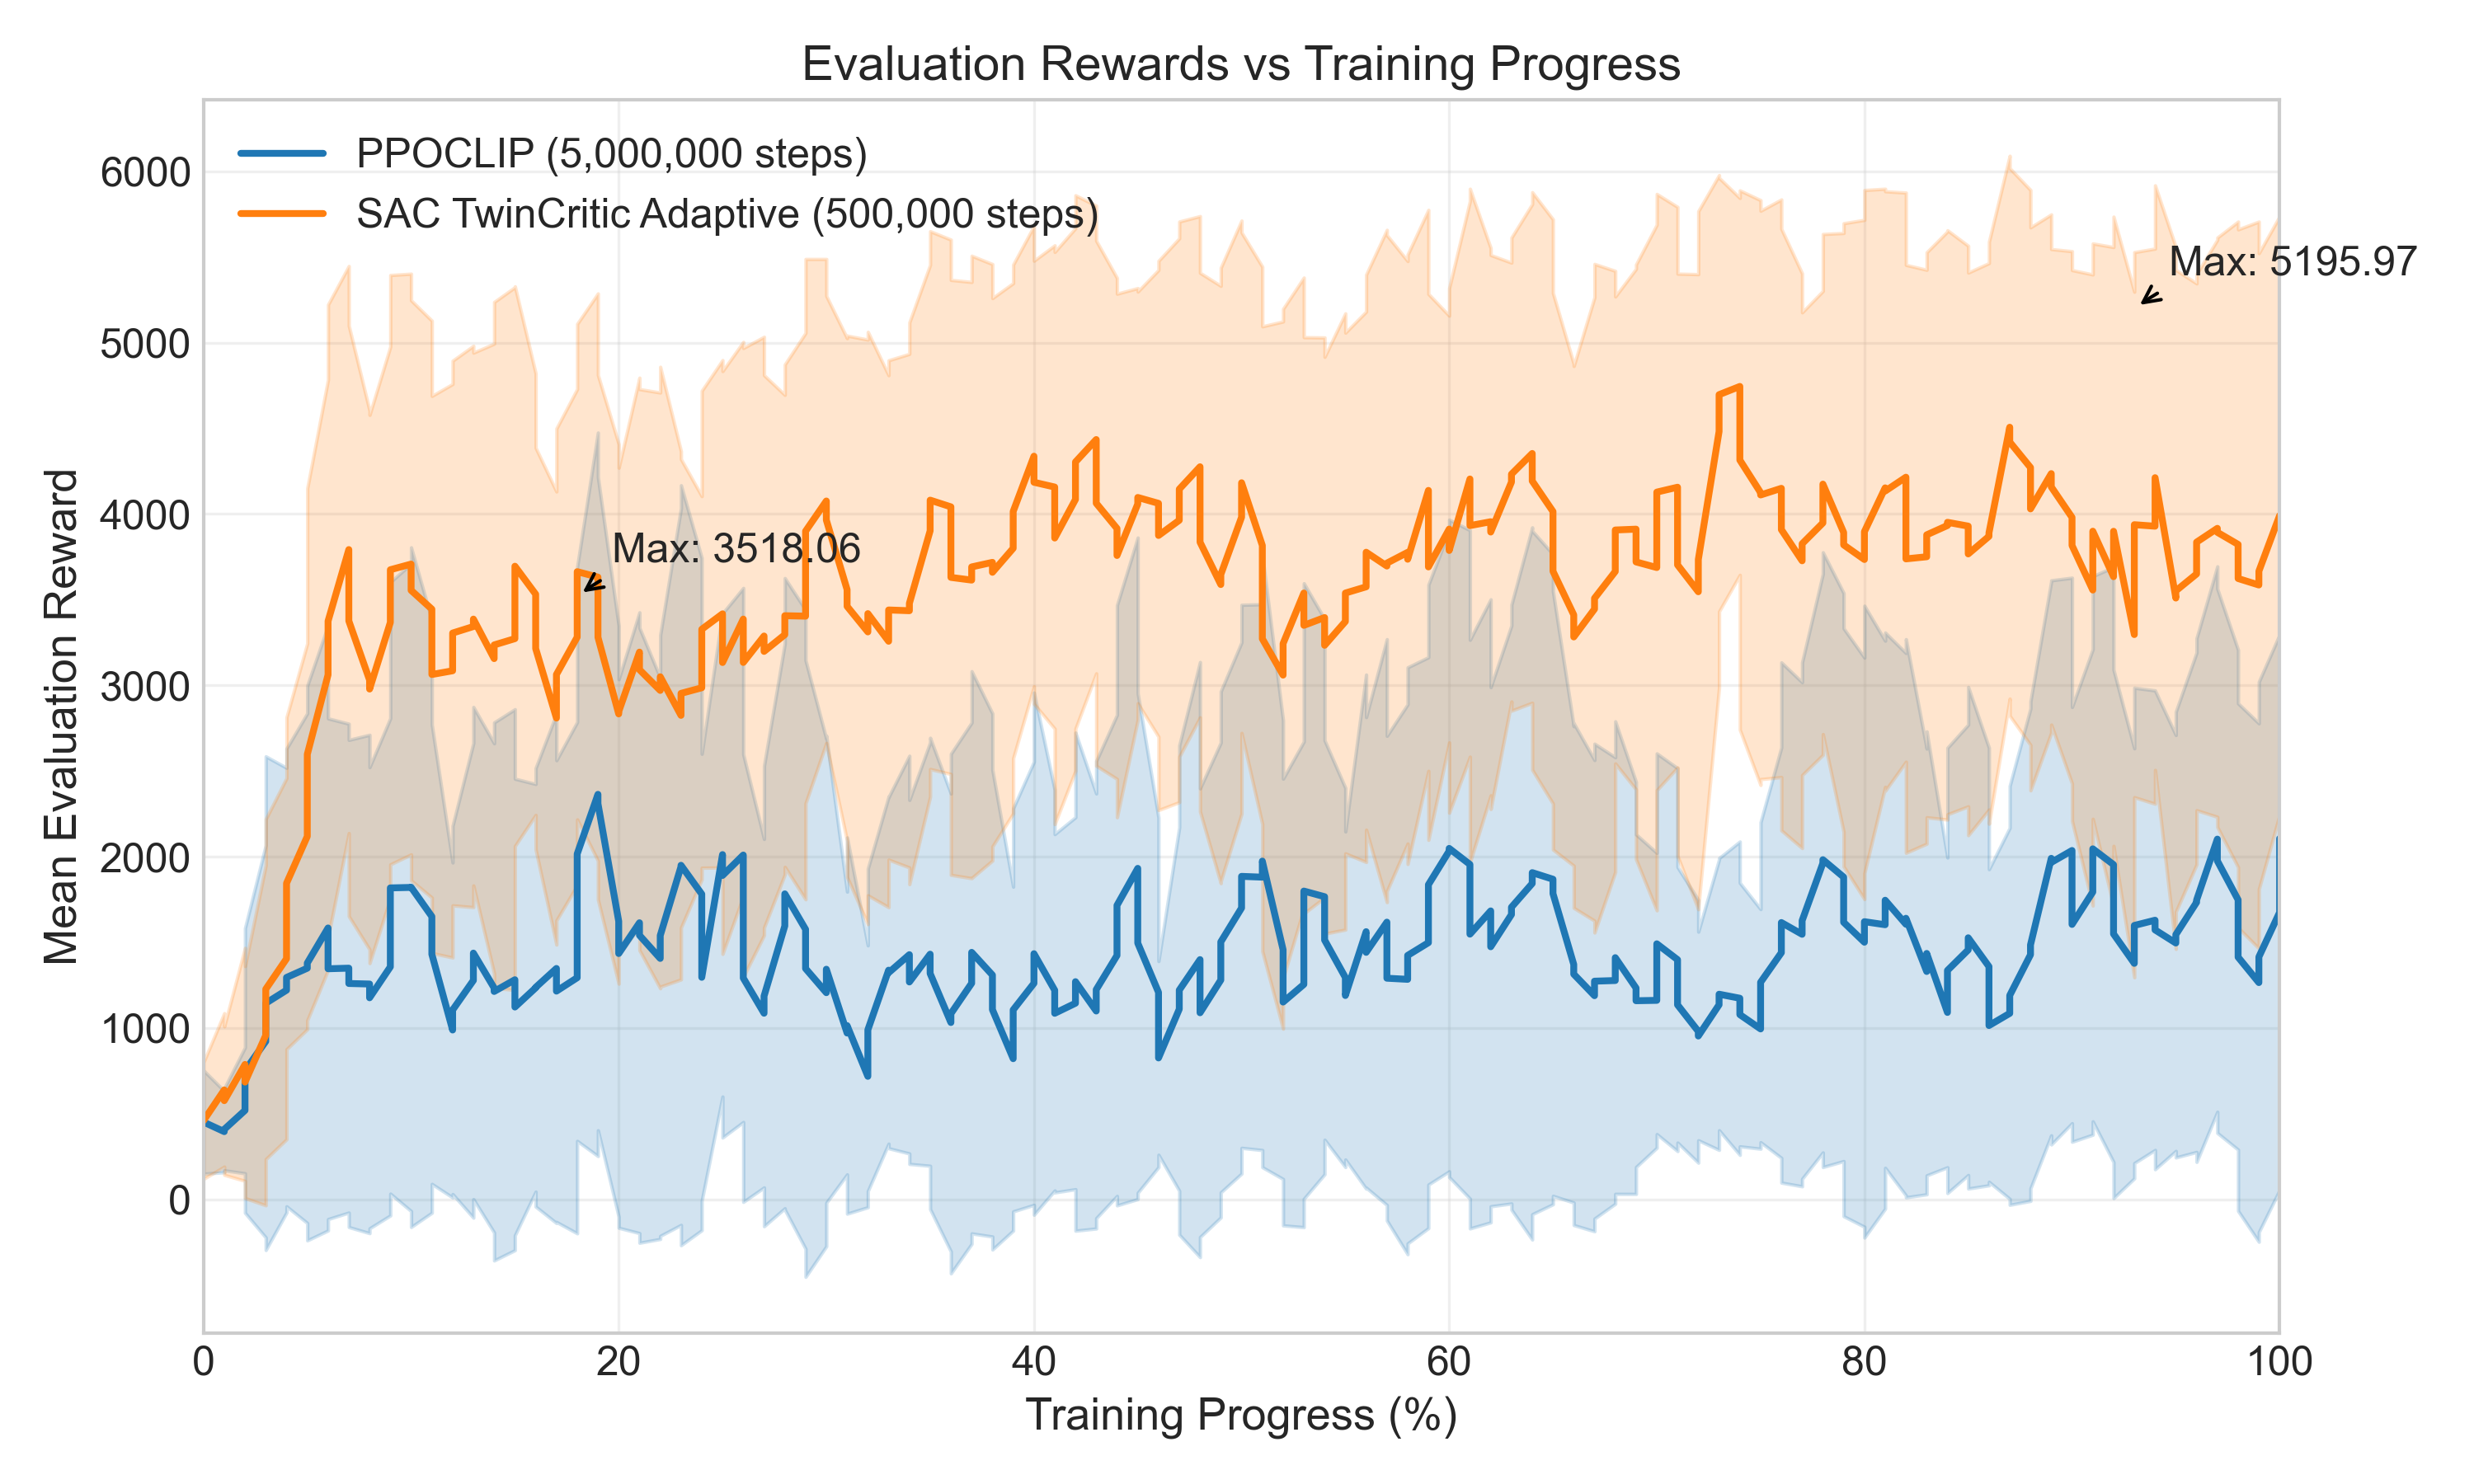 Evaluation Rewards vs Training Progress
PPOCLIP (5,000,000 steps)
SAC TwinCritic Adaptive (500,000 steps)
Max: 5195.97
Max: 3518.06
Mean Evaluation Reward
6000
5000
4000
3000
2000
1000
0
0 20 40 60 80 100
Training Progress (%)